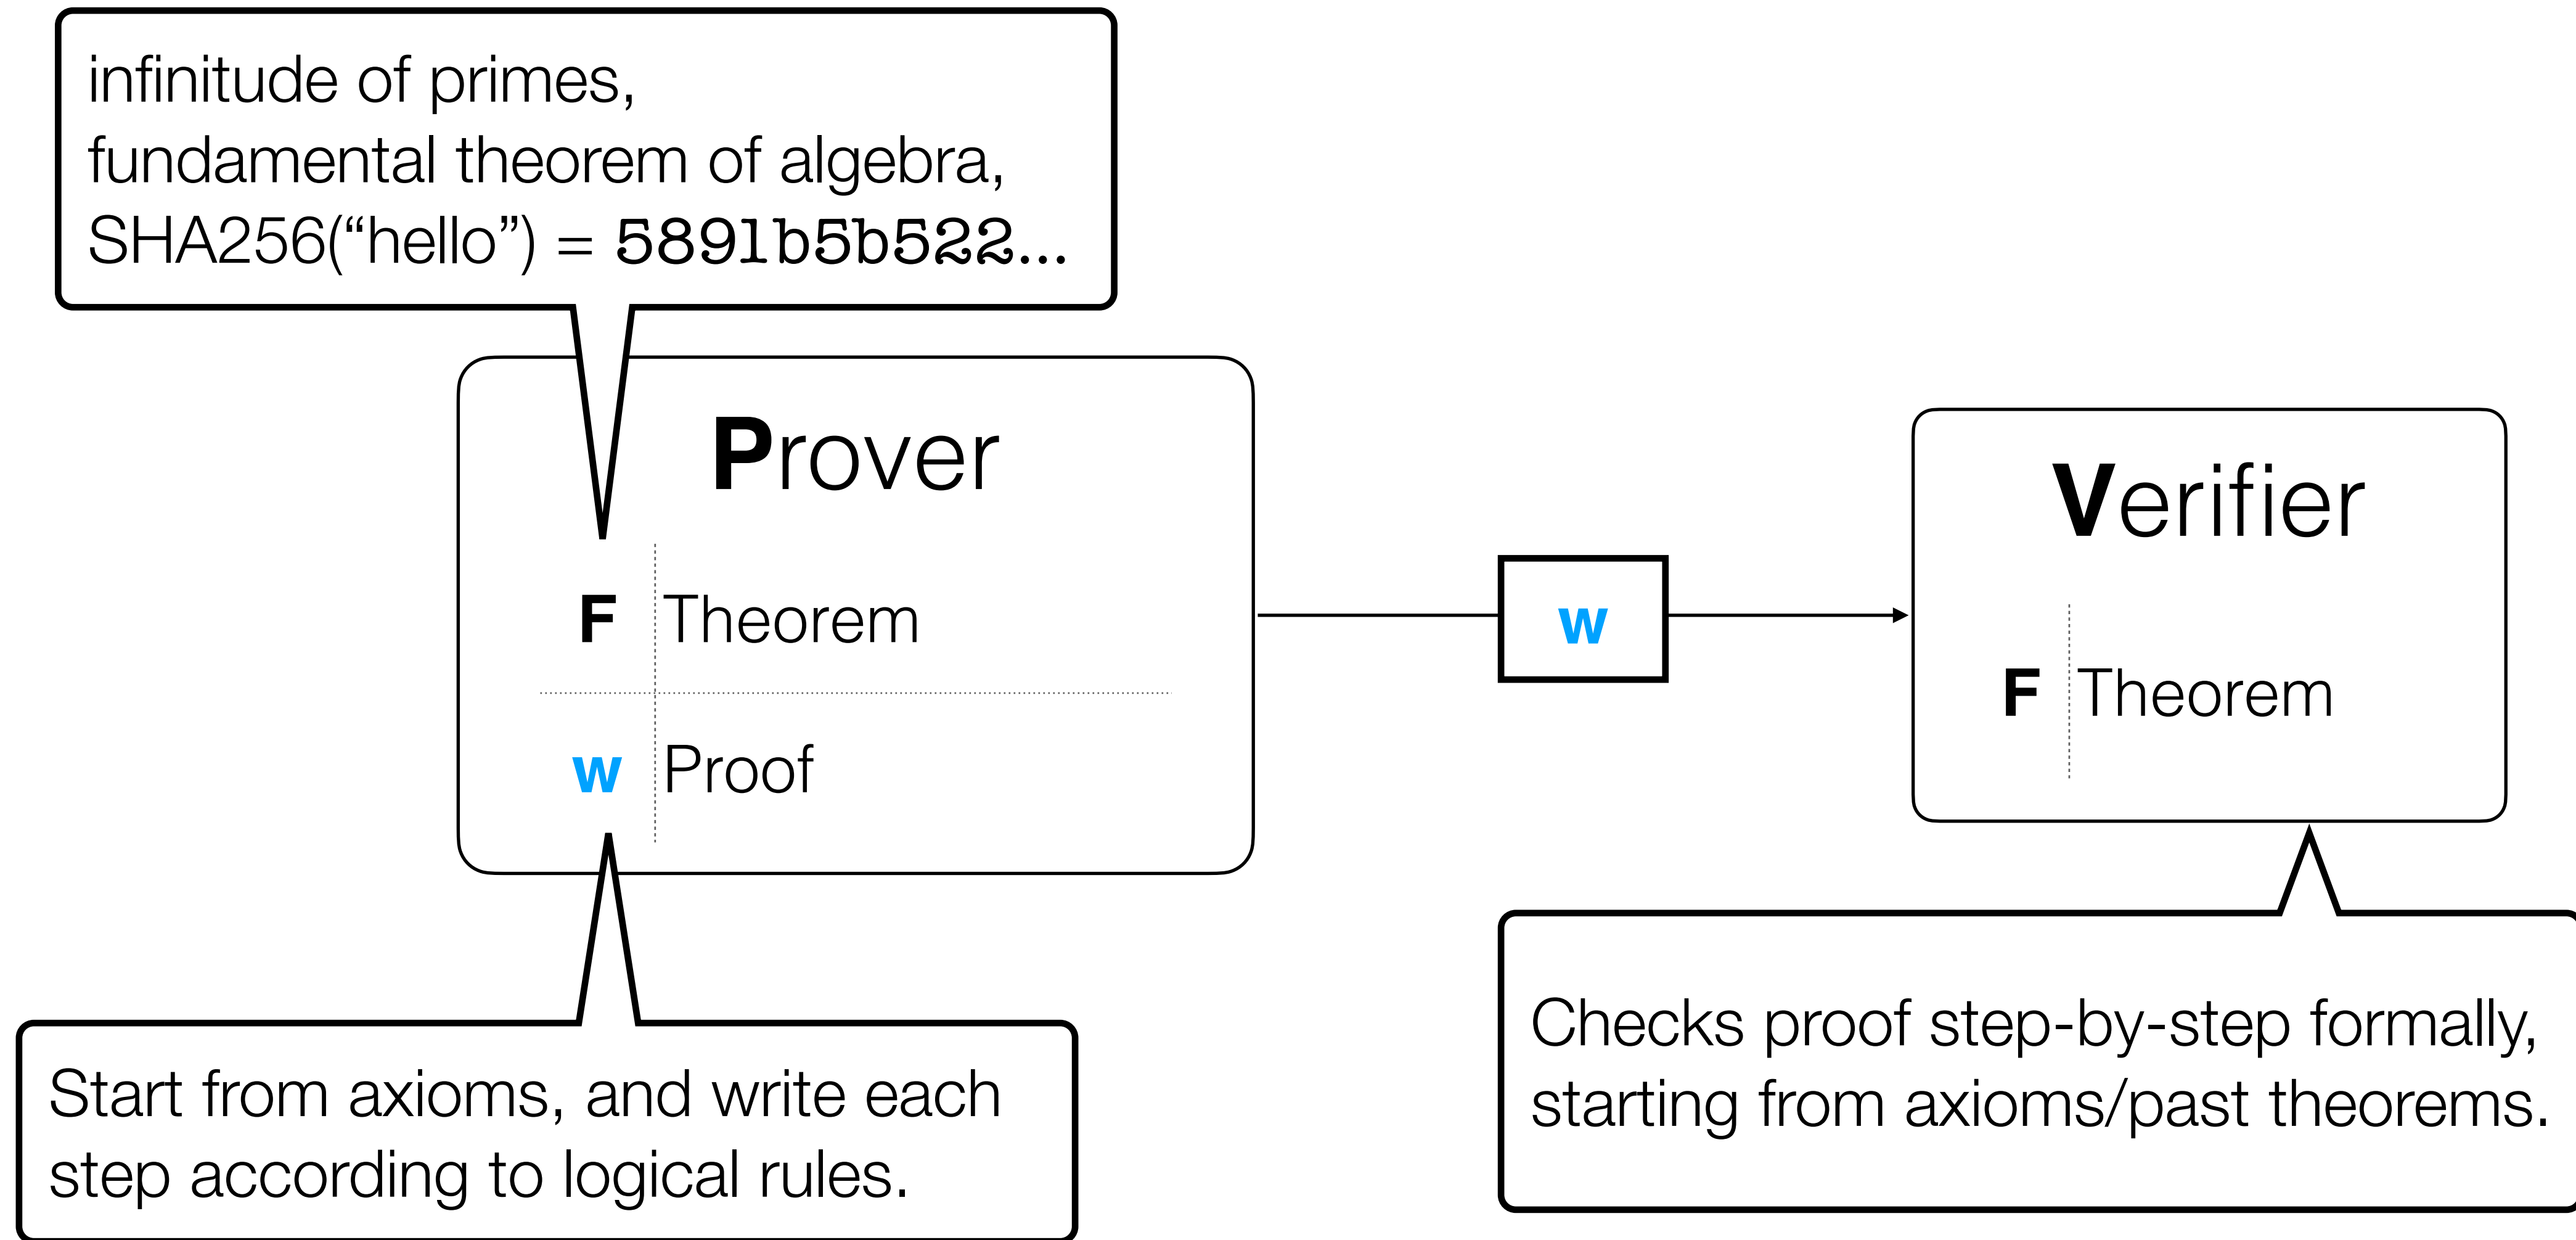 infinitude of primes,
fundamental theorem of algebra,
SHA256(“hello”) = 5891b5b522...
Prover
F Theorem
w Proof
w
Verifier
F Theorem
Start from axioms, and write each
step according to logical rules.
Checks proof step-by-step formally,
starting from axioms/past theorems.